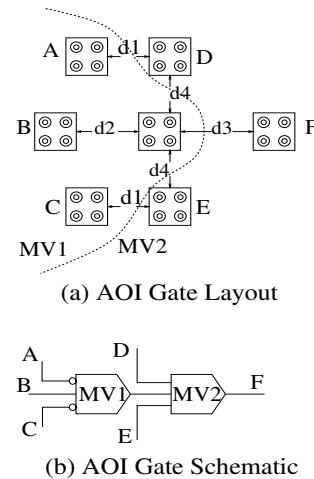 A d1 D
d4
B d2 d3 F
d4
C d1 E
MV1 MV2
(a) AOI Gate Layout
A D
B MV1 MV2 F
C E
(b) AOI Gate Schematic